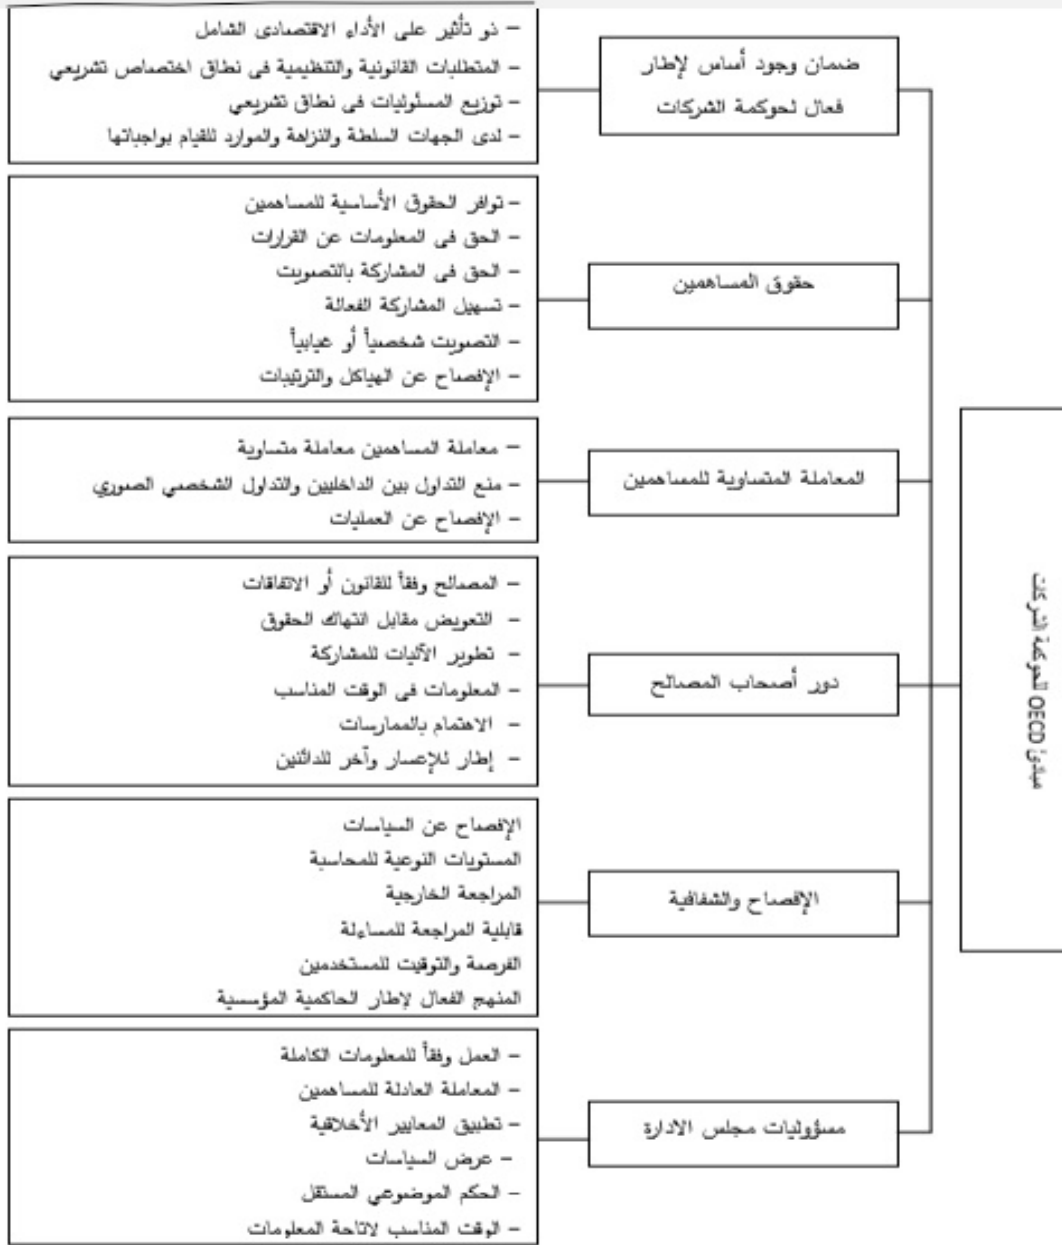 مبادئ OECD لحوكمة الشركات
ضمان وجود أساس لإطار
فعال لحوكمة الشركات
– ذو تأثير على الأداء الاقتصادى الشامل
– المتطلبات القانونية والتنظيمية فى نطاق اختصاص تشريعي
– توزيع المسئوليات فى نطاق تشريعي
– لدى الجهات السلطة والنزاهة والموارد للقيام بواجباتها
حقوق المساهمين
– توافر الحقوق الأساسية للمساهمين
– الحق فى المعلومات عن القرارات
– الحق فى المشاركة بالتصويت
– تسهيل المشاركة الفعالة
– التصويت شخصياً أو غيابياً
– الإفصاح عن الهياكل والترتيبات
المعاملة المتساوية للمساهمين
– معاملة المساهمين معاملة متساوية
– منع التداول بين الداخليين والتداول الشخصي الصوري
– الإفصاح عن العمليات
دور أصحاب المصالح
– المصالح وفقاً للقانون أو الاتفاقات
– التعويض مقابل انتهاك الحقوق
– تطوير الآليات للمشاركة
– المعلومات فى الوقت المناسب
– الاهتمام بالممارسات
– إطار للإعسار وآخر للدائنين
الإفصاح والشفافية
الإفصاح عن السياسات
المستويات النوعية للمحاسبة
المراجعة الخارجية
قابلية المراجعة للمساءلة
الفرصة والتوقيت للمستخدمين
المنهج الفعال لإطار الحاكمية المؤسسية
مسؤوليات مجلس الادارة
– العمل وفقاً للمعلومات الكاملة
– المعاملة العادلة للمساهمين
– تطبيق المعايير الأخلاقية
– عرض السياسات
– الحكم الموضوعي المستقل
– الوقت المناسب لاتاحة المعلومات